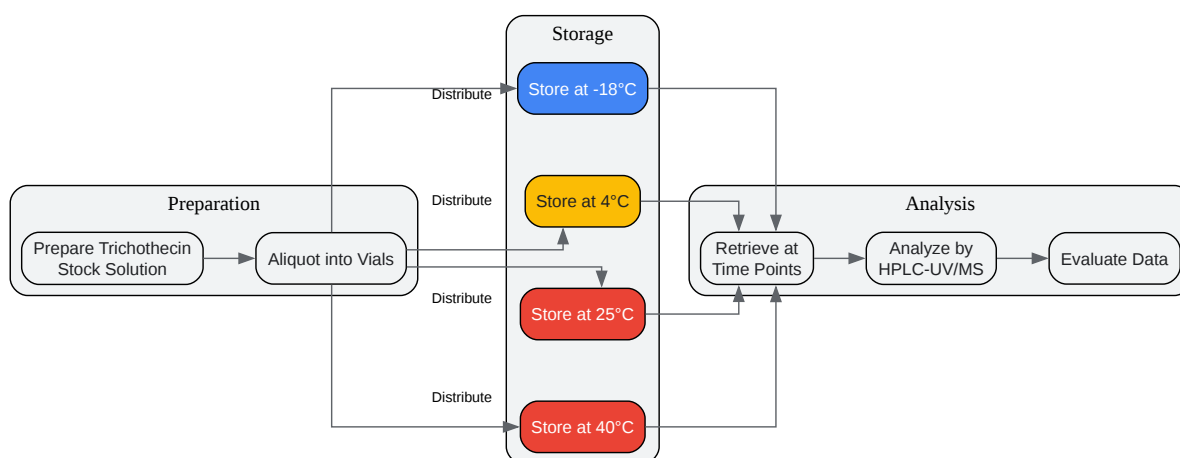 Preparation
Prepare Trichothecin
Stock Solution
Aliquot into Vials
Distribute
Distribute
Distribute
Distribute
Storage
Store at -18°C
Store at 4°C
Store at 25°C
Store at 40°C
Analysis
Retrieve at
Time Points
Analyze by
HPLC-UV/MS
Evaluate Data